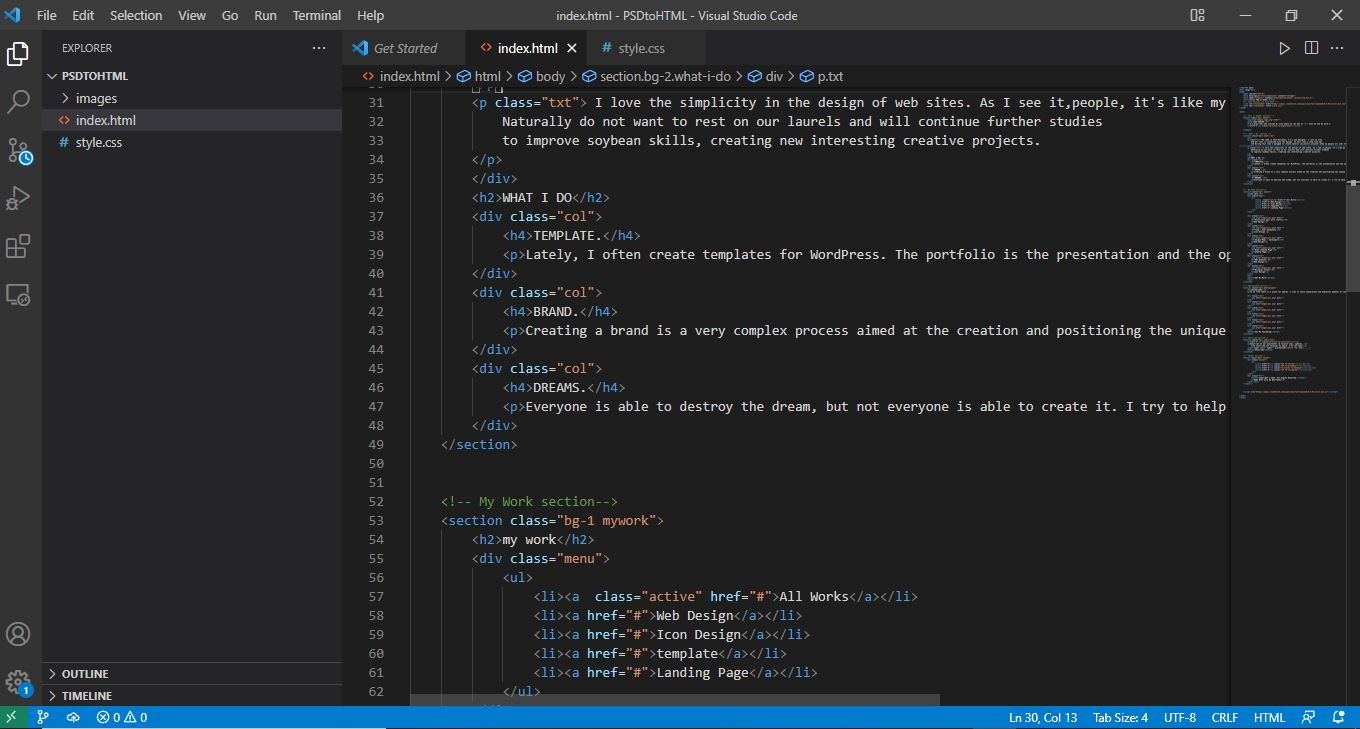 File Edit Selection View Go Run Terminal Help index.html - PSDtoHTML - Visual Studio Code
EXPLORER
PSDTOHTML
images
index.html
style.css
OUTLINE
TIMELINE
Get Started index.html style.css
index.html > html > body > section.bg-2.what-i-do > div > p.txt
31 <p class="txt"> I love the simplicity in the design of web sites. As I see it,people, it's like my
32 Naturally do not want to rest on our laurels and will continue further studies
33 to improve soybean skills, creating new interesting creative projects.
34 </p>
35 </div>
36 <h2>WHAT I DO</h2>
37 <div class="col">
38 <h4>TEMPLATE.</h4>
39 <p>Lately, I often create templates for WordPress. The portfolio is the presentation and the op
40 </div>
41 <div class="col">
42 <h4>BRAND.</h4>
43 <p>Creating a brand is a very complex process aimed at the creation and positioning the unique
44 </div>
45 <div class="col">
46 <h4>DREAMS.</h4>
47 <p>Everyone is able to destroy the dream, but not everyone is able to create it. I try to help
48 </div>
49 </section>
50
51
52 <!-- My Work section-->
53 <section class="bg-1 mywork">
54 <h2>my work</h2>
55 <div class="menu">
56 <ul>
57 <li><a  class="active" href="#">All Works</a></li>
58 <li><a href="#">Web Design</a></li>
59 <li><a href="#">Icon Design</a></li>
60 <li><a href="#">template</a></li>
61 <li><a href="#">Landing Page</a></li>
62 </ul>
1
0 0 Ln 30, Col 13 Tab Size: 4 UTF-8 CRLF HTML